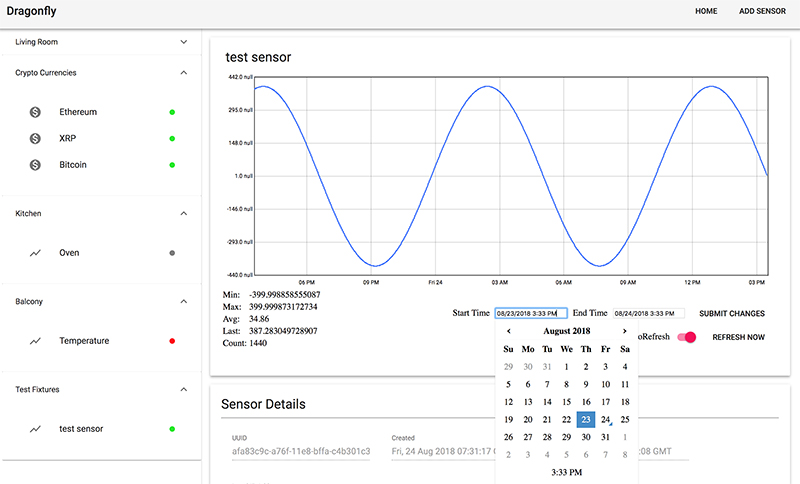 Dragonfly
HOME
ADD SENSOR
Living Room
Crypto Currencies
Ethereum
XRP
Bitcoin
Kitchen
Oven
Balcony
Temperature
Test Fixtures
test sensor
test sensor
442.0 null
295.0 null
148.0 null
1.0 null
-146.0 null
-293.0 null
-440.0 null
06 PM
09 PM
Fri 24
03 AM
06 AM
09 AM
12 PM
03 PM
Min: -399.998858555087
Max: 399.999873172734
Avg: 34.86
Last: 387.283049728907
Count: 1440
Start Time 08/23/2018 3:33 PM End Time 08/24/2018 3:33 PM SUBMIT CHANGES
oRefresh REFRESH NOW
‹ August 2018 ›
Su Mo Tu We Th Fr Sa
29 30 31 1 2 3 4
5 6 7 8 9 10 11
12 13 14 15 16 17 18
19 20 21 22 23 24 25
26 27 28 29 30 31 1
2 3 4 5 6 7 8
3:33 PM
Sensor Details
UUID
afa83c9c-a76f-11e8-bffa-c4b301c3
Created
Fri, 24 Aug 2018 07:31:17 G
:08 GMT